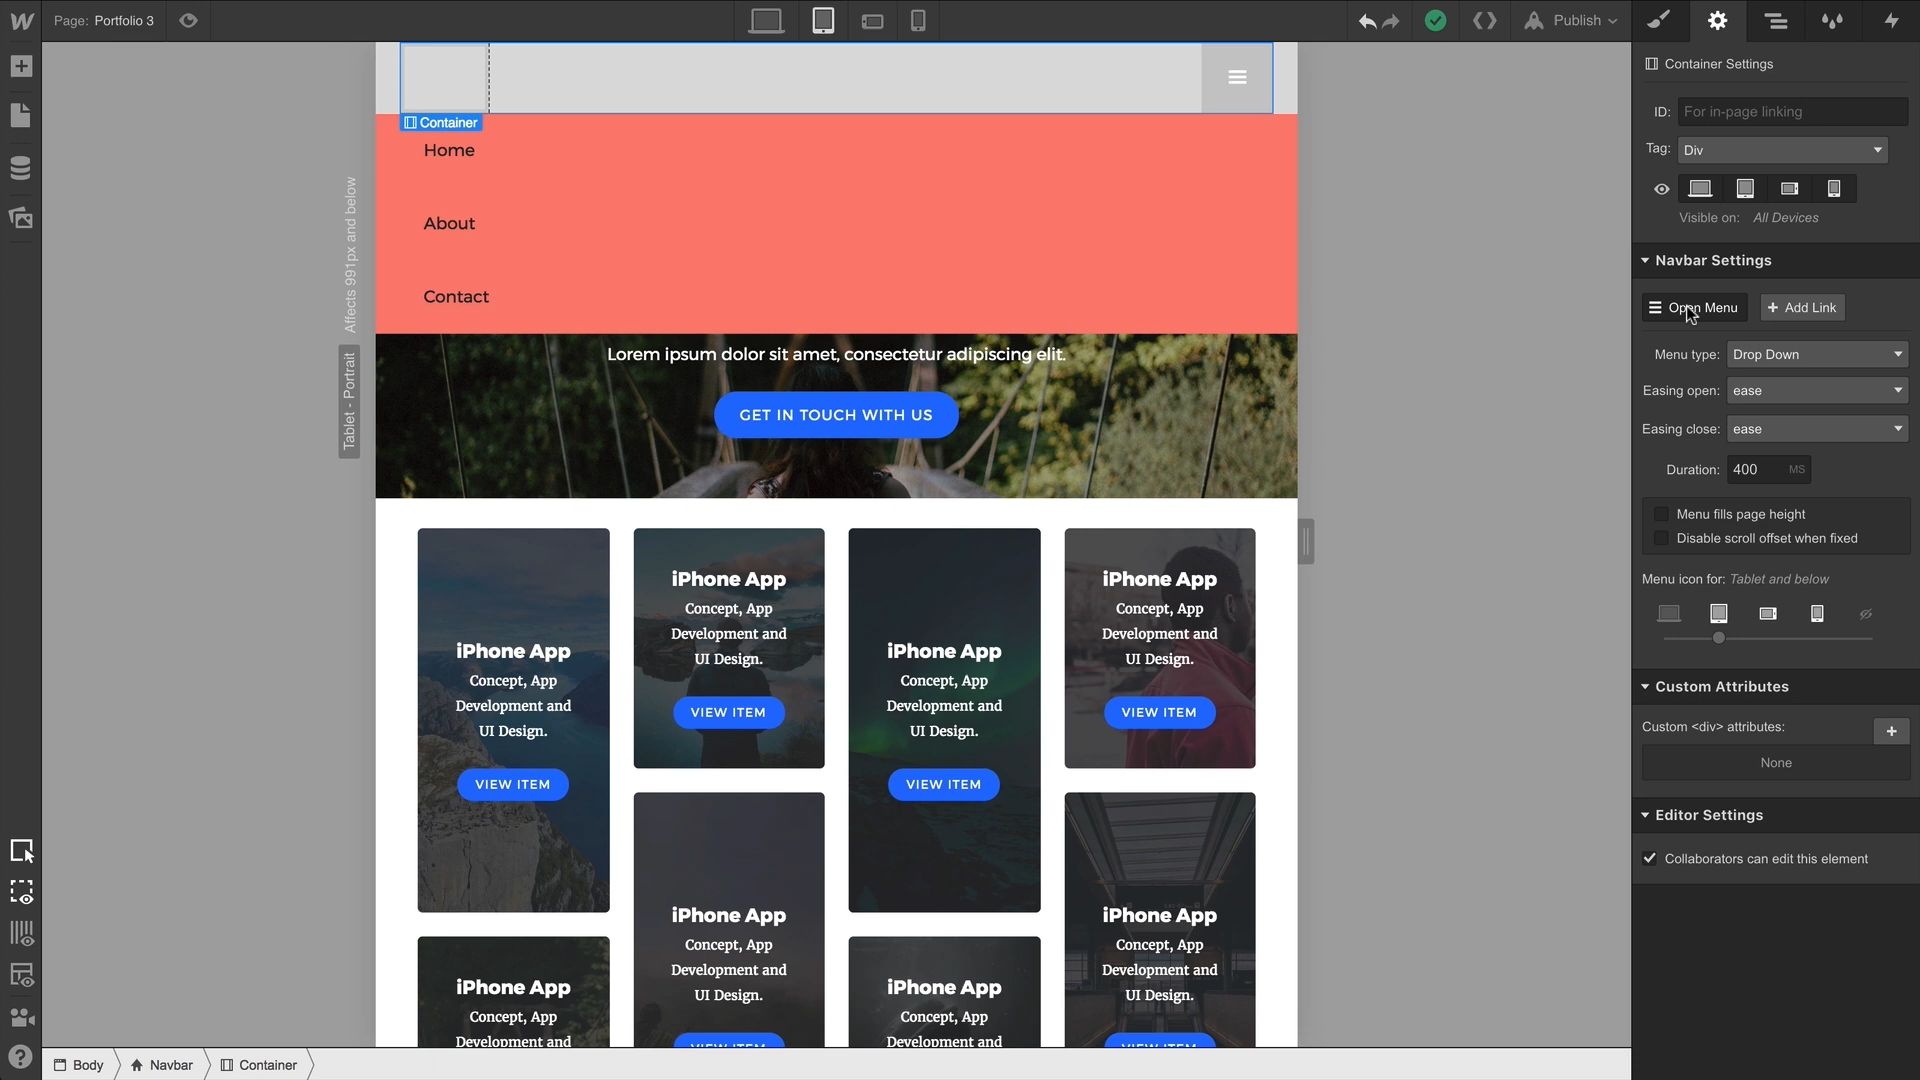 Page: Portfolio 3
Publish
Container Settings
ID: For in-page linking
Tag: Div
Visible on: All Devices
Navbar Settings
Open Menu
Add Link
Menu type: Drop Down
Easing open: ease
Easing close: ease
Duration: 400 MS
Menu fills page height
Disable scroll offset when fixed
Menu icon for: Tablet and below
Custom Attributes
Custom <div> attributes:
None
Editor Settings
Collaborators can edit this element
Affects 991px and below
Tablet - Portrait
Container
Home
About
Contact
Lorem ipsum dolor sit amet, consectetur adipiscing elit.
GET IN TOUCH WITH US
iPhone App
Concept, App
Development and
UI Design.
VIEW ITEM
iPhone App
Concept, App
Development and
UI Design.
VIEW ITEM
iPhone App
Concept, App
Development and
UI Design.
VIEW ITEM
iPhone App
Concept, App
Development and
UI Design.
VIEW ITEM
iPhone App
Concept, App
Development and
iPhone App
Concept, App
Development and
UI Design.
VIEW ITEM
iPhone App
Concept, App
Development and
iPhone App
Concept, App
Development and
UI Design.
VIEW ITEM
Body
Navbar
Container